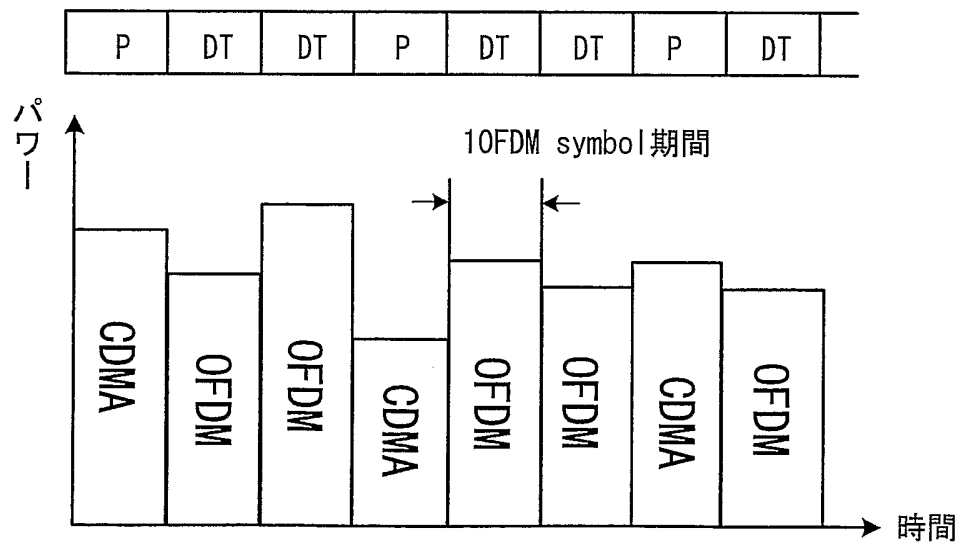 P DT DT P DT DT P DT
パワー
1OFDM symbol期間
CDMA OFDM OFDM CDMA OFDM OFDM CDMA OFDM
時間